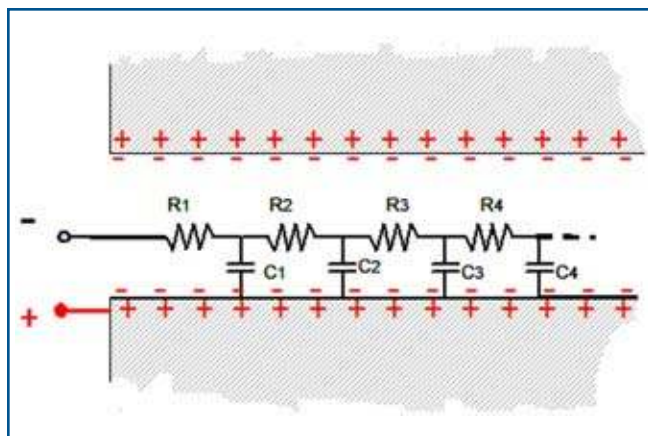 + + + + + + + + + + + + + +
- - - - - - - - - - - - - -
R1 R2 R3 R4
-
C1 C2 C3 C4
- - - - - - - - - - - -
+ + + + + + + + + + + + +
+